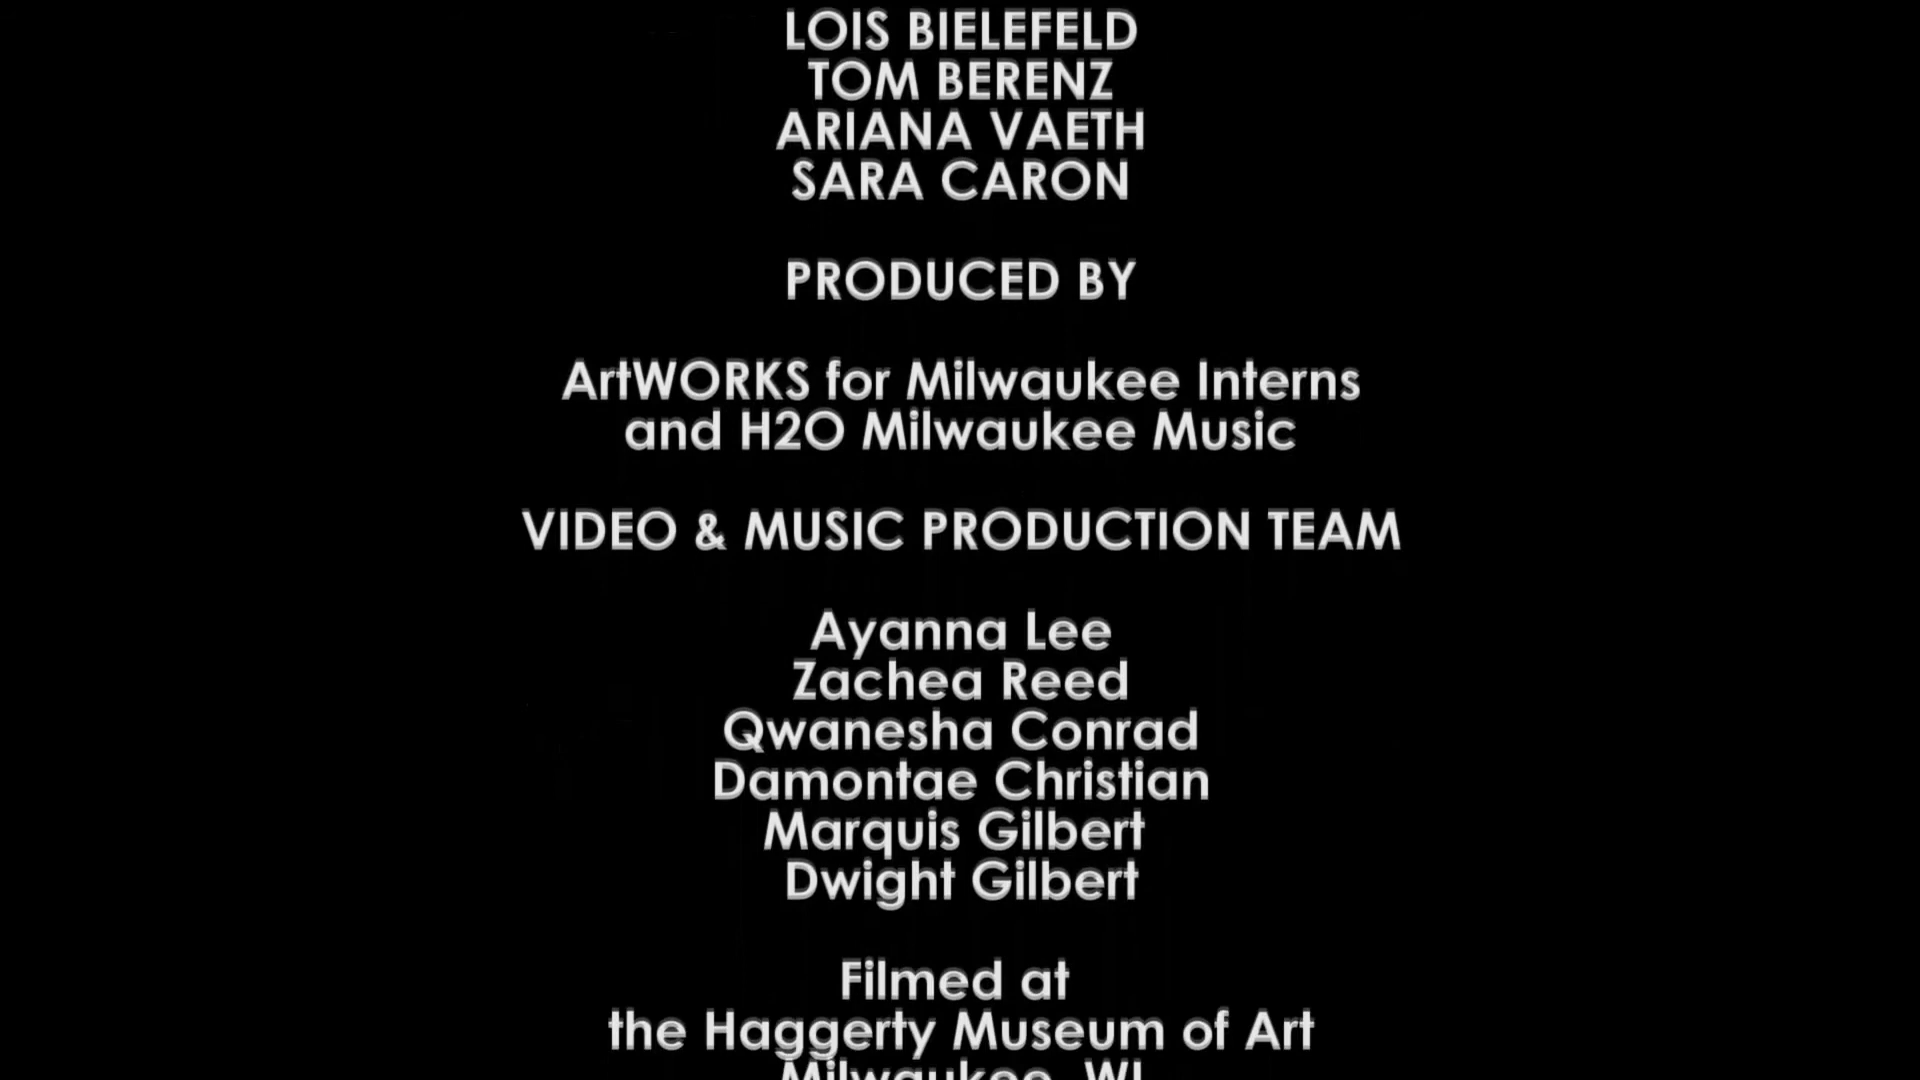 LOIS BIELEFELD
TOM BERENZ
ARIANA VAETH
SARA CARON
PRODUCED BY
ArtWORKS for Milwaukee Interns
and H2O Milwaukee Music
VIDEO & MUSIC PRODUCTION TEAM
Ayanna Lee
Zachea Reed
Qwanesha Conrad
Damontae Christian
Marquis Gilbert
Dwight Gilbert
Filmed at
the Haggerty Museum of Art
Milwaukee, WI